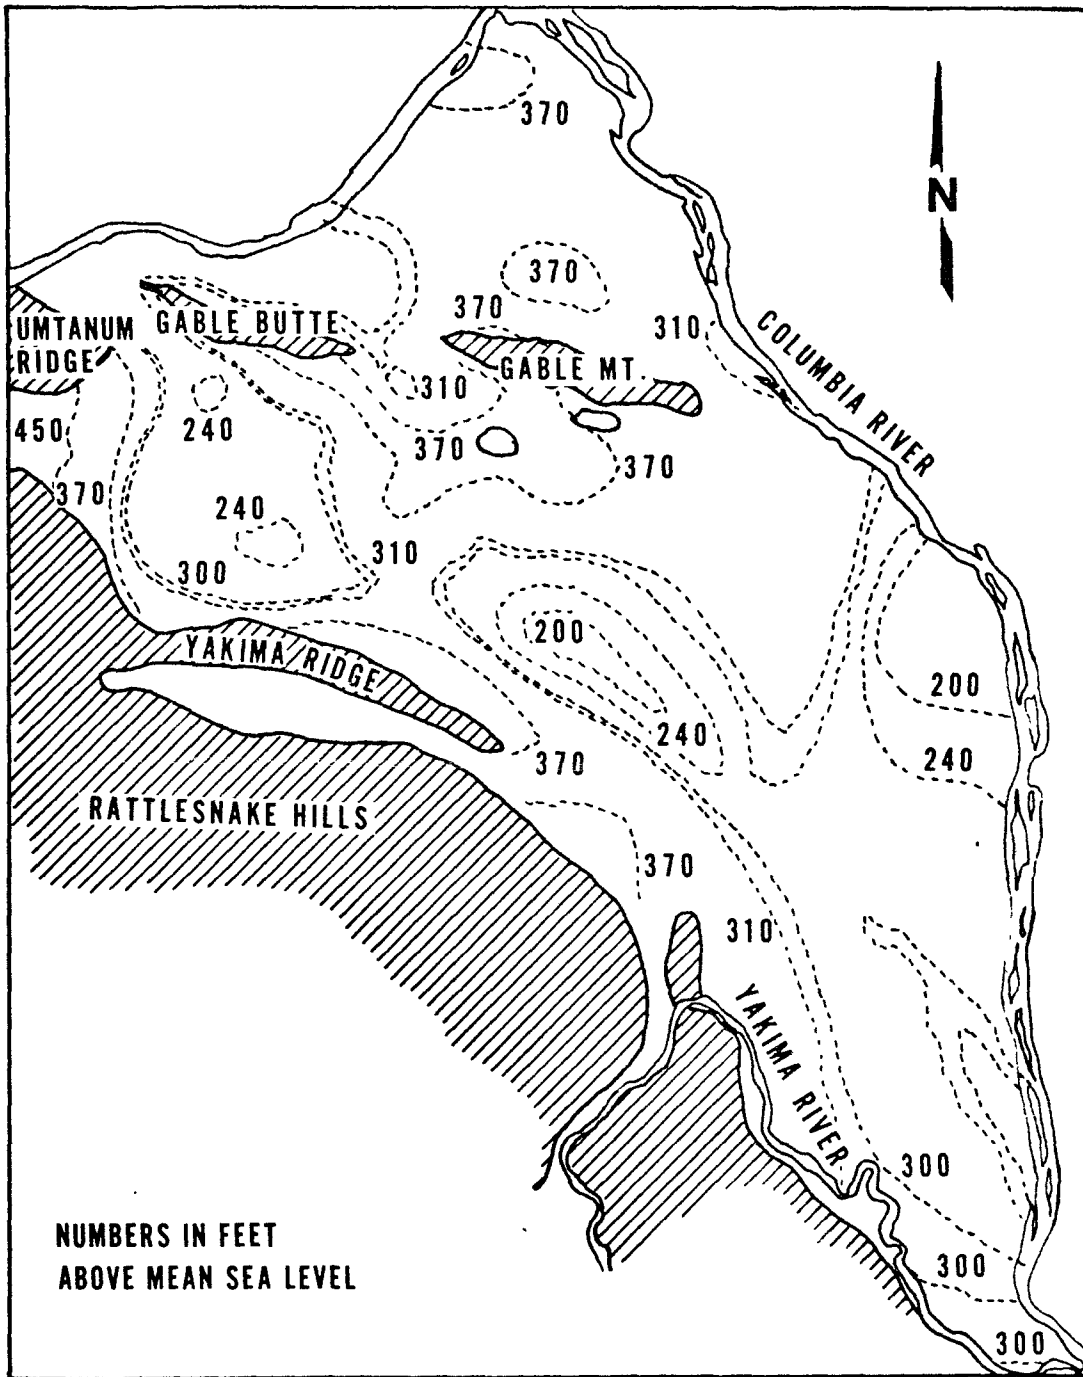 370
N
370
370
310
COLUMBIA RIVER
UMTANUM
RIDGE
GABLE BUTTE
GABLE MT.
310
450
240
370
370
370
240
310
300
200
YAKIMA RIDGE
200
240
370
240
RATTLESNAKE HILLS
370
310
YAKIMA RIVER
300
NUMBERS IN FEET
ABOVE MEAN SEA LEVEL
300
300